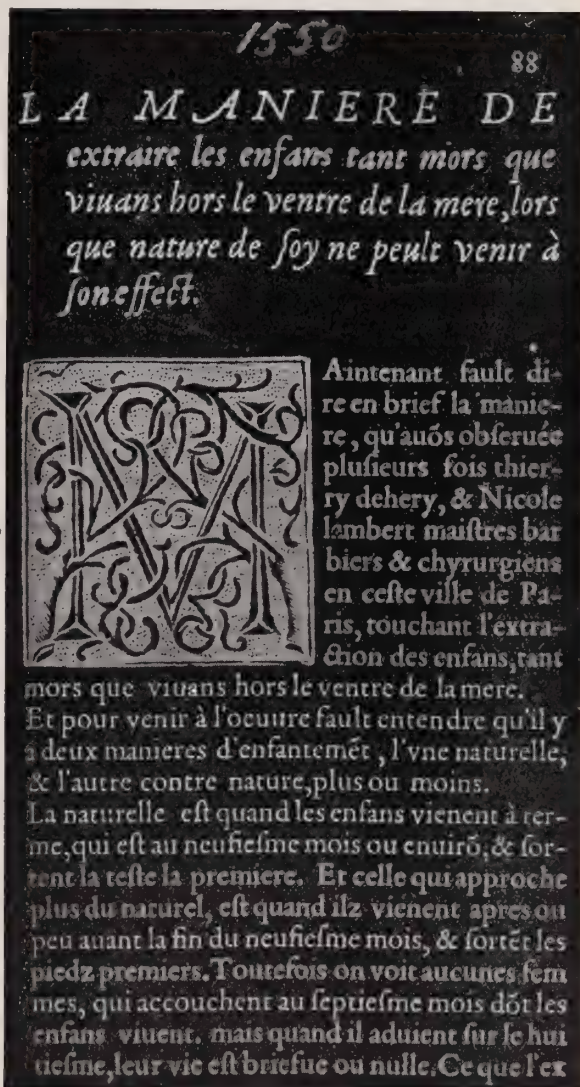 1550
88
LA MANIERE DE
extraire les enfans tant mors que
viuans hors le ventre de la mere, lors
que nature de ſoy ne peult venir à
ſon effect.
MAintenant fault di-
re en brief la manie-
re, qu'auõs obſeruée
pluſieurs fois thier-
ry dehery, & Nicole
lambert maiſtres bar
biers & chyrurgiens
en ceſte ville de Pa-
ris, touchant l'extra-
ction des enfans, tant
mors que viuans hors le ventre de la mere.
Et pour venir à l'oeuure fault entendre qu'il y
à deux manieres d'enfantemẽt, l'vne naturelle,
& l'autre contre nature, plus ou moins.
La naturelle eſt quand les enfans vienent à ter-
me, qui eſt au neufieſme mois ou enuirõ, & ſor-
tent la teſte la premiere. Et celle qui approche
plus du naturel, eſt quand ilz vienent apres ou
peu auant la fin du neufieſme mois, & ſortẽt les
piedz premiers. Toutefois on voit aucunes fem
mes, qui accouchent au ſeptieſme mois dõt les
enfans viuent. mais quand il aduient ſur le hui
tieſme, leur vie eſt briefue ou nulle. Ce que l'ex